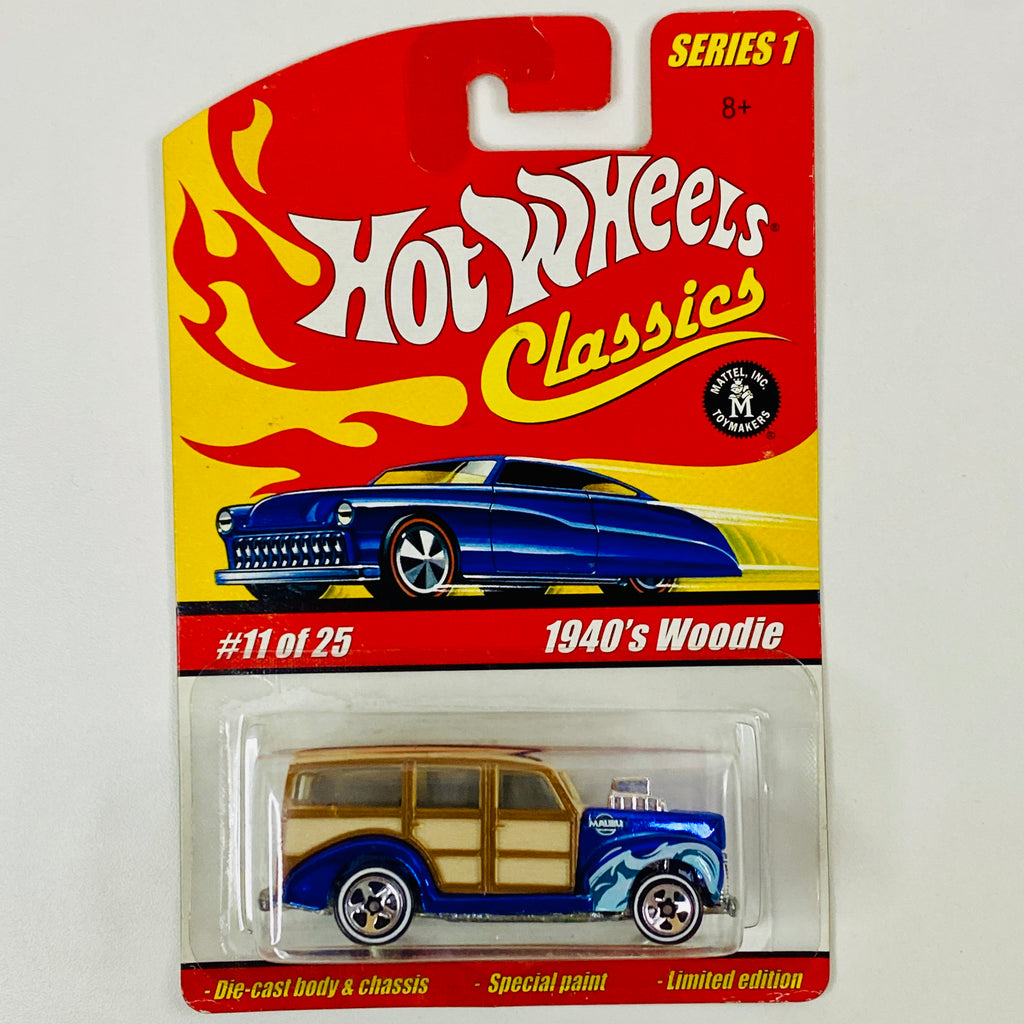 SERIES 1
8+
Hot Wheels®
Classics
MATTEL, INC.
M
TOYMAKERS
®
#11 of 25
1940's Woodie
MALIBU
- Die-cast body & chassis - Special paint - Limited edition